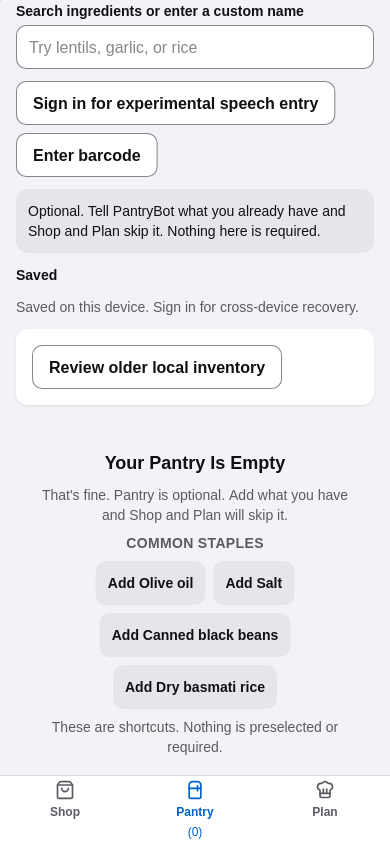 Search ingredients or enter a custom name
Try lentils, garlic, or rice
Sign in for experimental speech entry
Enter barcode
Optional. Tell PantryBot what you already have and
Shop and Plan skip it. Nothing here is required.
Saved
Saved on this device. Sign in for cross-device recovery.
Review older local inventory
Your Pantry Is Empty
That's fine. Pantry is optional. Add what you have
and Shop and Plan will skip it.
COMMON STAPLES
Add Olive oil
Add Salt
Add Canned black beans
Add Dry basmati rice
These are shortcuts. Nothing is preselected or
required.
Shop
Pantry
Plan
(0)